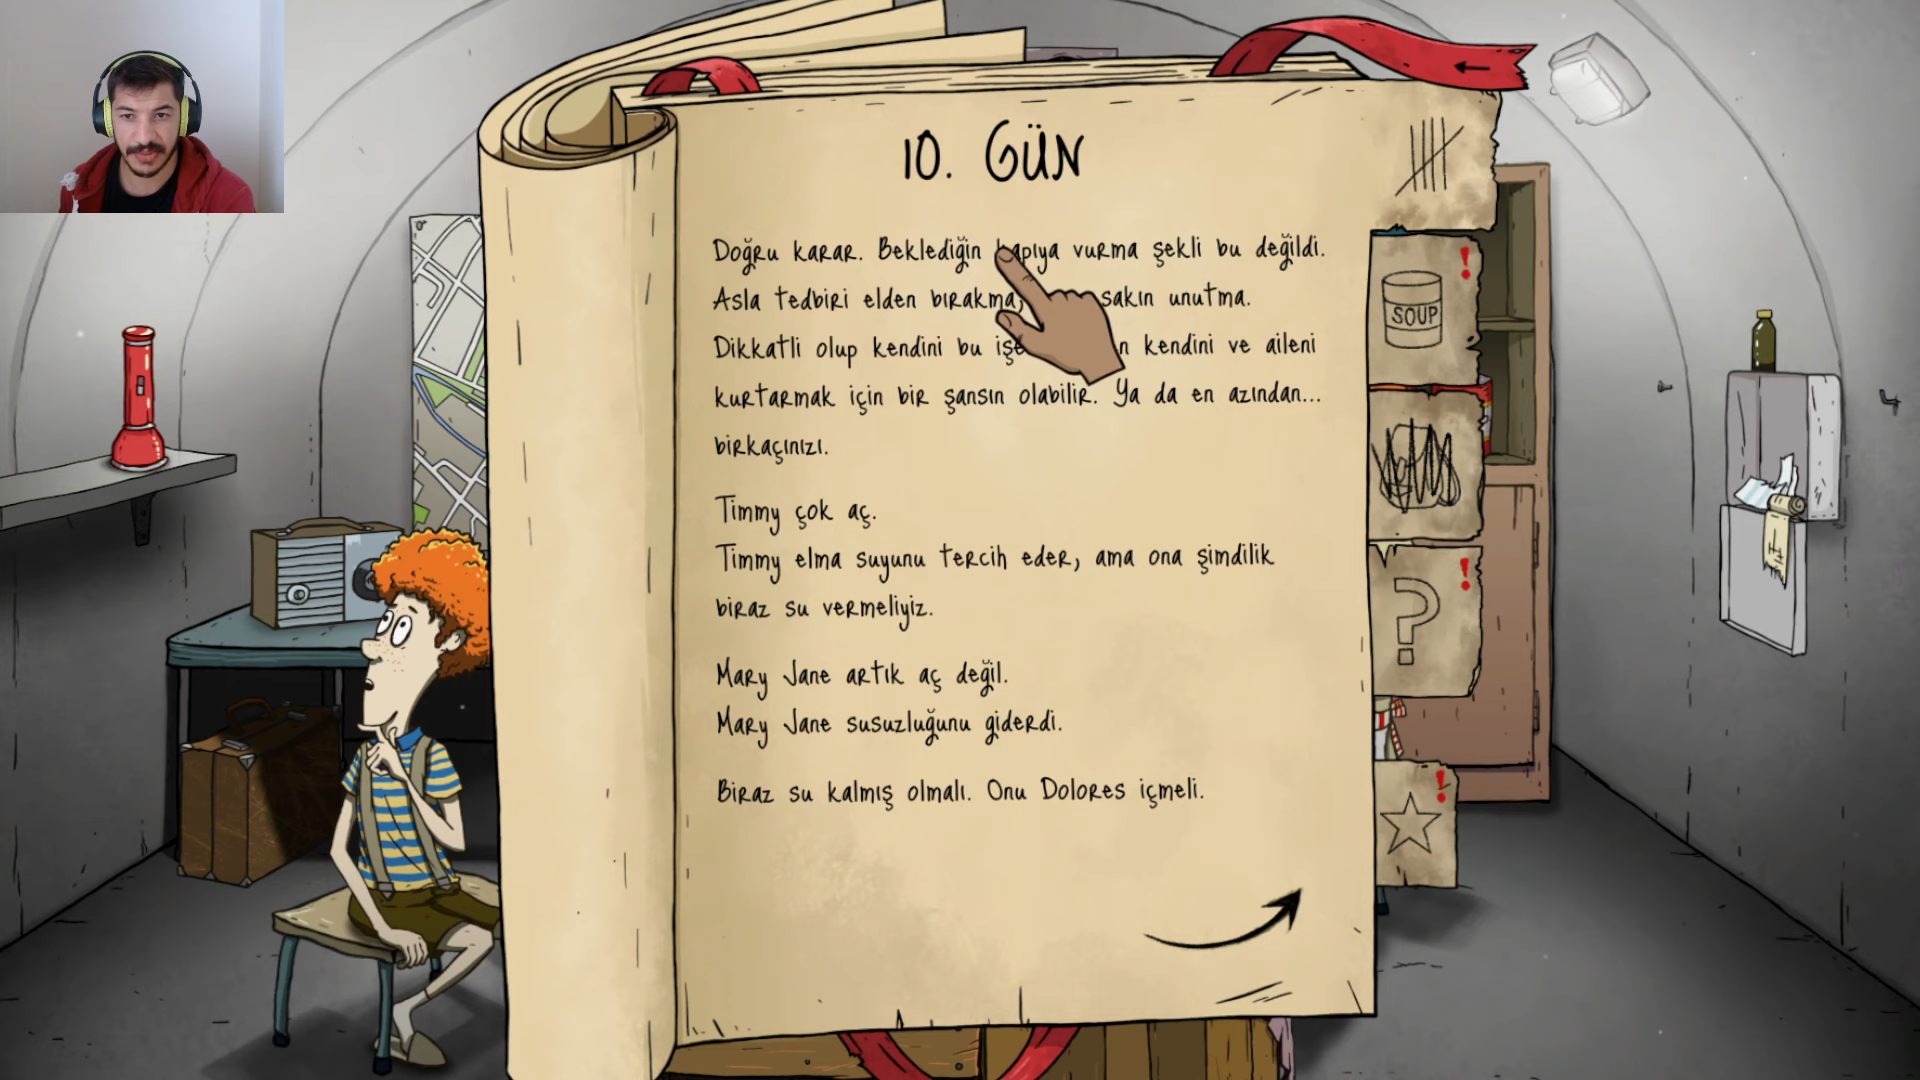 10. GÜN
Doğru karar. Beklediğin kapıya vurma şekli bu değildi.
Asla tedbiri elden bırakma, sakın unutma.
Dikkatli olup kendini bu kendini ve aileni
kurtarmak için bir şansın olabilir. Ya da en azından...
birkaçınızı.
Timmy çok aç.
Timmy elma suyunu tercih eder, ama ona şimdilik
biraz su vermeliyiz.
Mary Jane artık aç değil.
Mary Jane susuzluğunu giderdi.
Biraz su kalmış olmalı. Onu Dolores içmeli.
!
SOUP
!
?
!